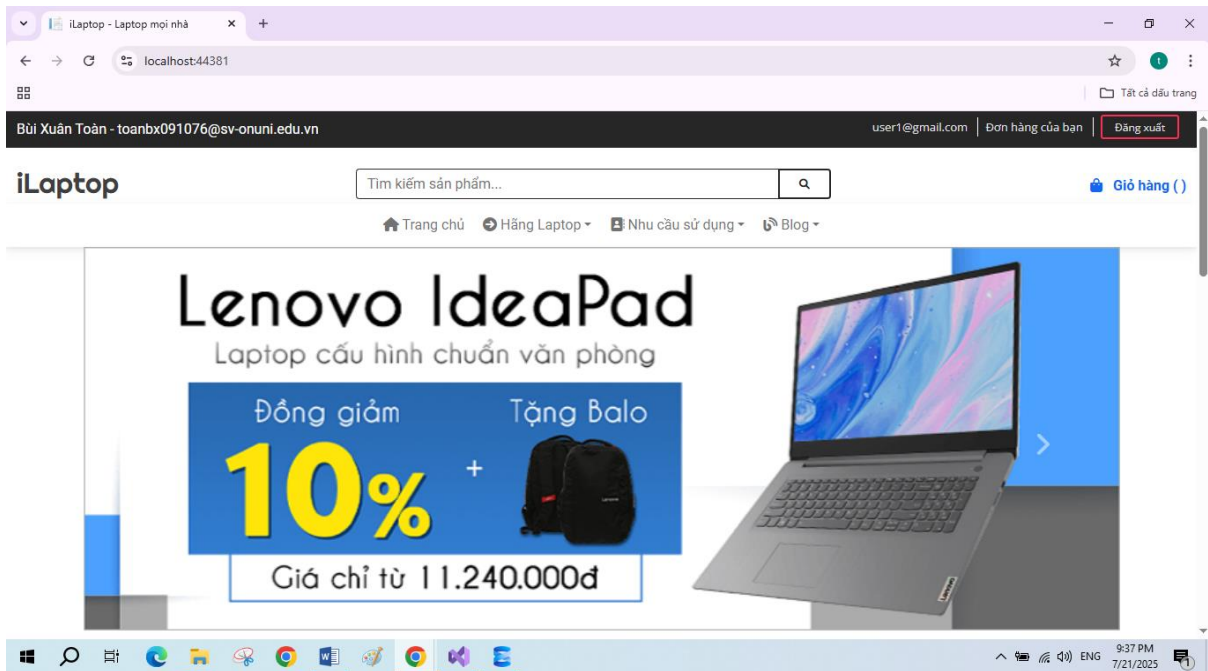 iLaptop - Laptop mọi nhà
localhost:44381
Tất cả dấu trang
Bùi Xuân Toàn - toanbx091076@sv-onuni.edu.vn
user1@gmail.com Đơn hàng của bạn Đăng xuất
iLaptop
Tìm kiếm sản phẩm...
Giỏ hàng ( )
Trang chủ Hãng Laptop Nhu cầu sử dụng Blog
Lenovo IdeaPad
Laptop cấu hình chuẩn văn phòng
Đồng giảm Tặng Balo
10% +
Giá chỉ từ 11.240.000đ
ENG 9:37 PM
7/21/2025